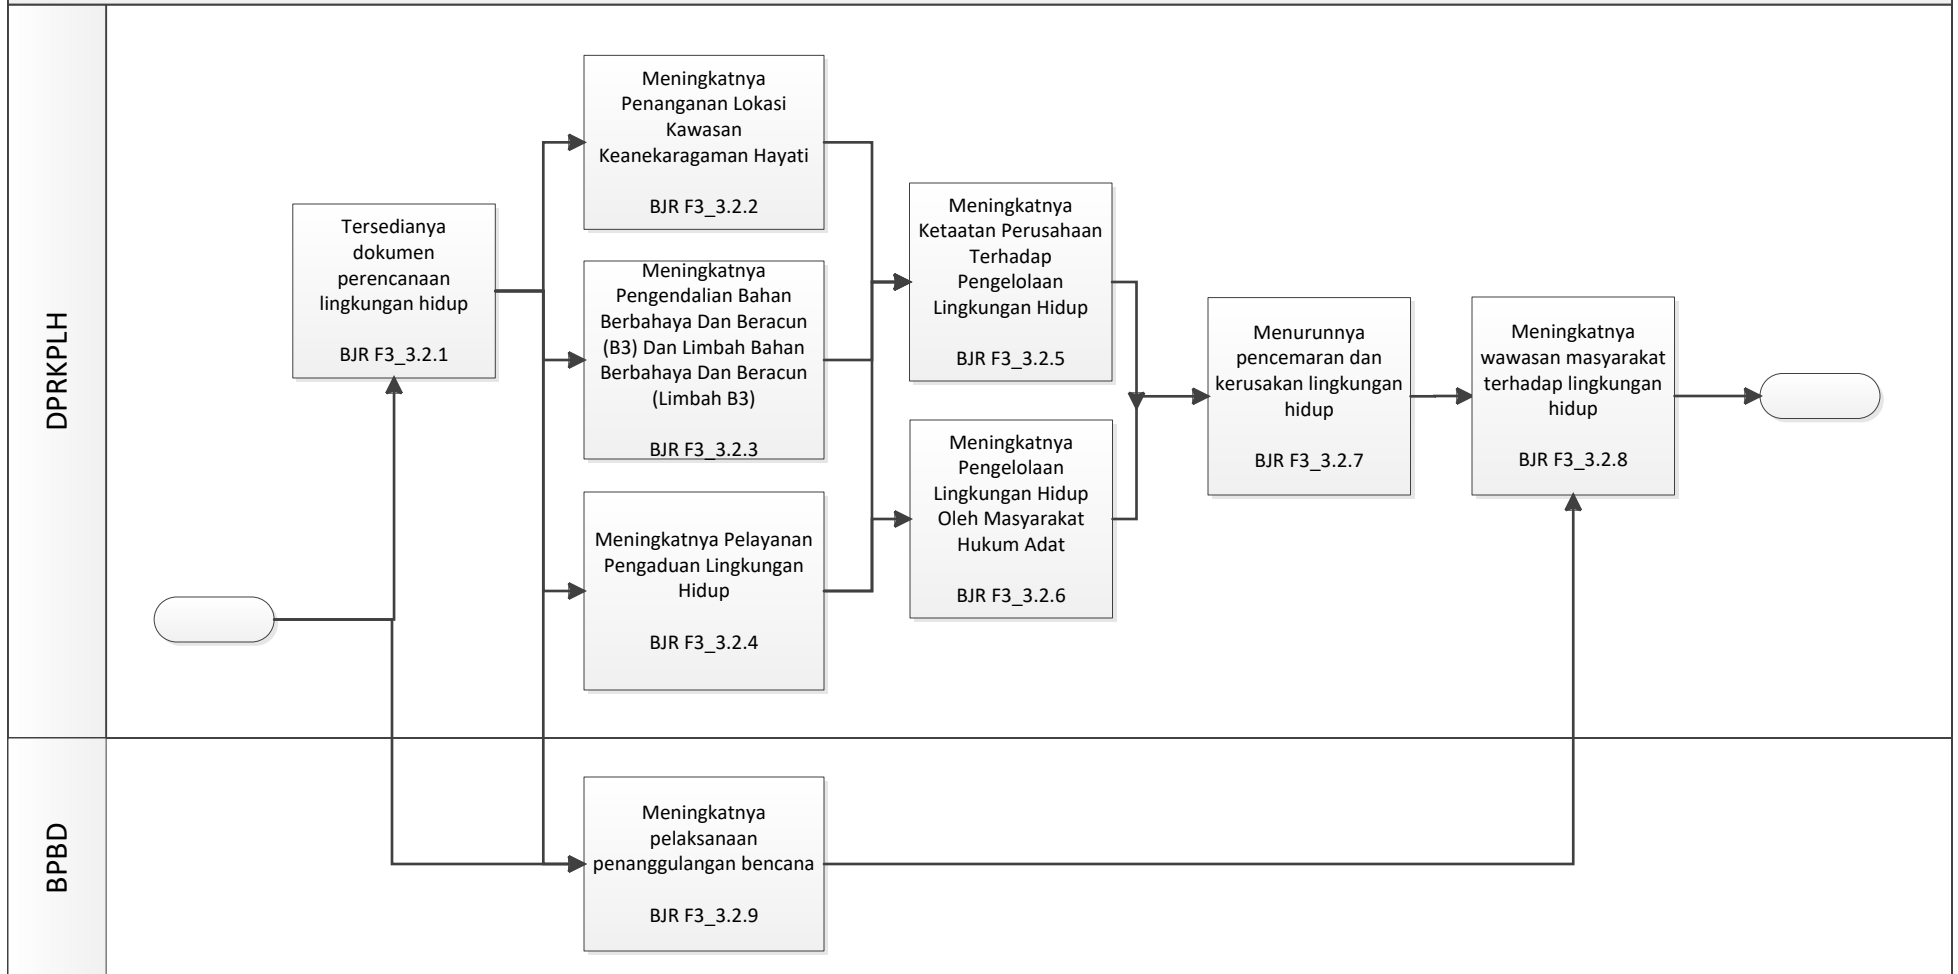 DPRKPLH
Tersedianya
dokumen
perencanaan
lingkungan hidup
BJR F3_3.2.1
Meningkatnya
Penanganan Lokasi
Kawasan
Keanekaragaman Hayati
BJR F3_3.2.2
Meningkatnya
Pengendalian Bahan
Berbahaya Dan Beracun
(B3) Dan Limbah Bahan
Berbahaya Dan Beracun
(Limbah B3)
BJR F3_3.2.3
Meningkatnya Pelayanan
Pengaduan Lingkungan
Hidup
BJR F3_3.2.4
Meningkatnya
Ketaatan Perusahaan
Terhadap
Pengelolaan
Lingkungan Hidup
BJR F3_3.2.5
Meningkatnya
Pengelolaan
Lingkungan Hidup
Oleh Masyarakat
Hukum Adat
BJR F3_3.2.6
Menurunnya
pencemaran dan
kerusakan lingkungan
hidup
BJR F3_3.2.7
Meningkatnya
wawasan masyarakat
terhadap lingkungan
hidup
BJR F3_3.2.8
BPBD
Meningkatnya
pelaksanaan
penanggulangan bencana
BJR F3_3.2.9